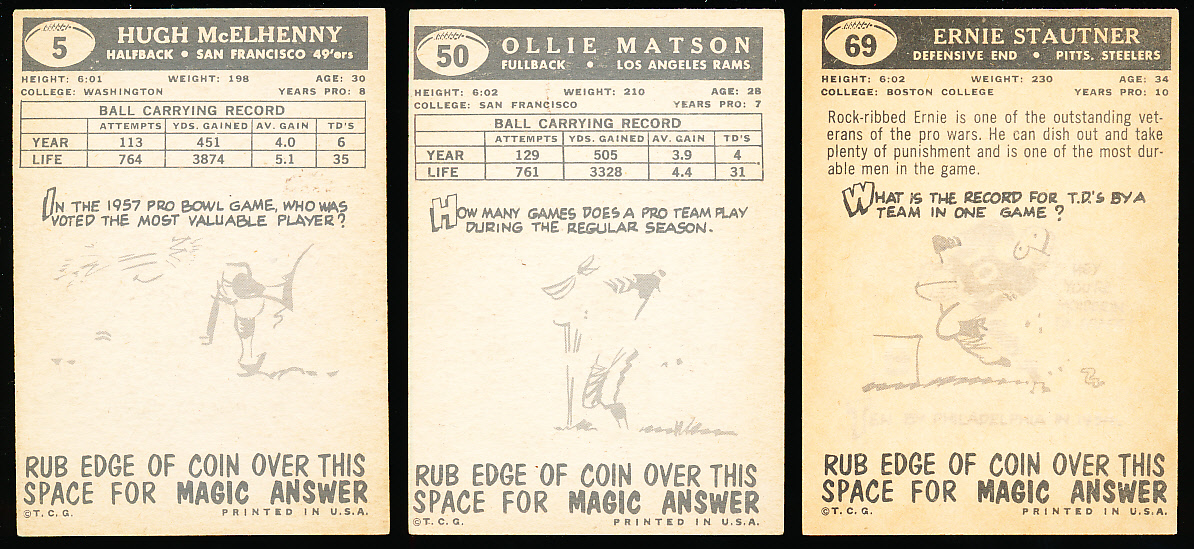 5
HUGH McELHENNY
HALFBACK • SAN FRANCISCO 49'ers
HEIGHT: 6:01 WEIGHT: 198 AGE: 30
COLLEGE: WASHINGTON YEARS PRO: 8
BALL CARRYING RECORD
ATTEMPTS YDS. GAINED AV. GAIN TD'S
YEAR 113 451 4.0 6
LIFE 764 3874 5.1 35
IN THE 1957 PRO BOWL GAME, WHO WAS
VOTED THE MOST VALUABLE PLAYER?
RUB EDGE OF COIN OVER THIS
SPACE FOR MAGIC ANSWER
©T.C.G. PRINTED IN U.S.A.
50
OLLIE MATSON
FULLBACK • LOS ANGELES RAMS
HEIGHT: 6:02 WEIGHT: 210 AGE: 28
COLLEGE: SAN FRANCISCO YEARS PRO: 7
BALL CARRYING RECORD
ATTEMPTS YDS. GAINED AV. GAIN TD'S
YEAR 129 505 3.9 4
LIFE 761 3328 4.4 31
HOW MANY GAMES DOES A PRO TEAM PLAY
DURING THE REGULAR SEASON.
RUB EDGE OF COIN OVER THIS
SPACE FOR MAGIC ANSWER
©T.C.G. PRINTED IN U.S.A.
69
ERNIE STAUTNER
DEFENSIVE END • PITTS. STEELERS
HEIGHT: 6:02 WEIGHT: 230 AGE: 34
COLLEGE: BOSTON COLLEGE YEARS PRO: 10
Rock-ribbed Ernie is one of the outstanding vet-
erans of the pro wars. He can dish out and take
plenty of punishment and is one of the most dur-
able men in the game.
WHAT IS THE RECORD FOR T.D.'S BY A
TEAM IN ONE GAME?
BY PHILADELPHIA IN
RUB EDGE OF COIN OVER THIS
SPACE FOR MAGIC ANSWER
©T.C.G. PRINTED IN U.S.A.